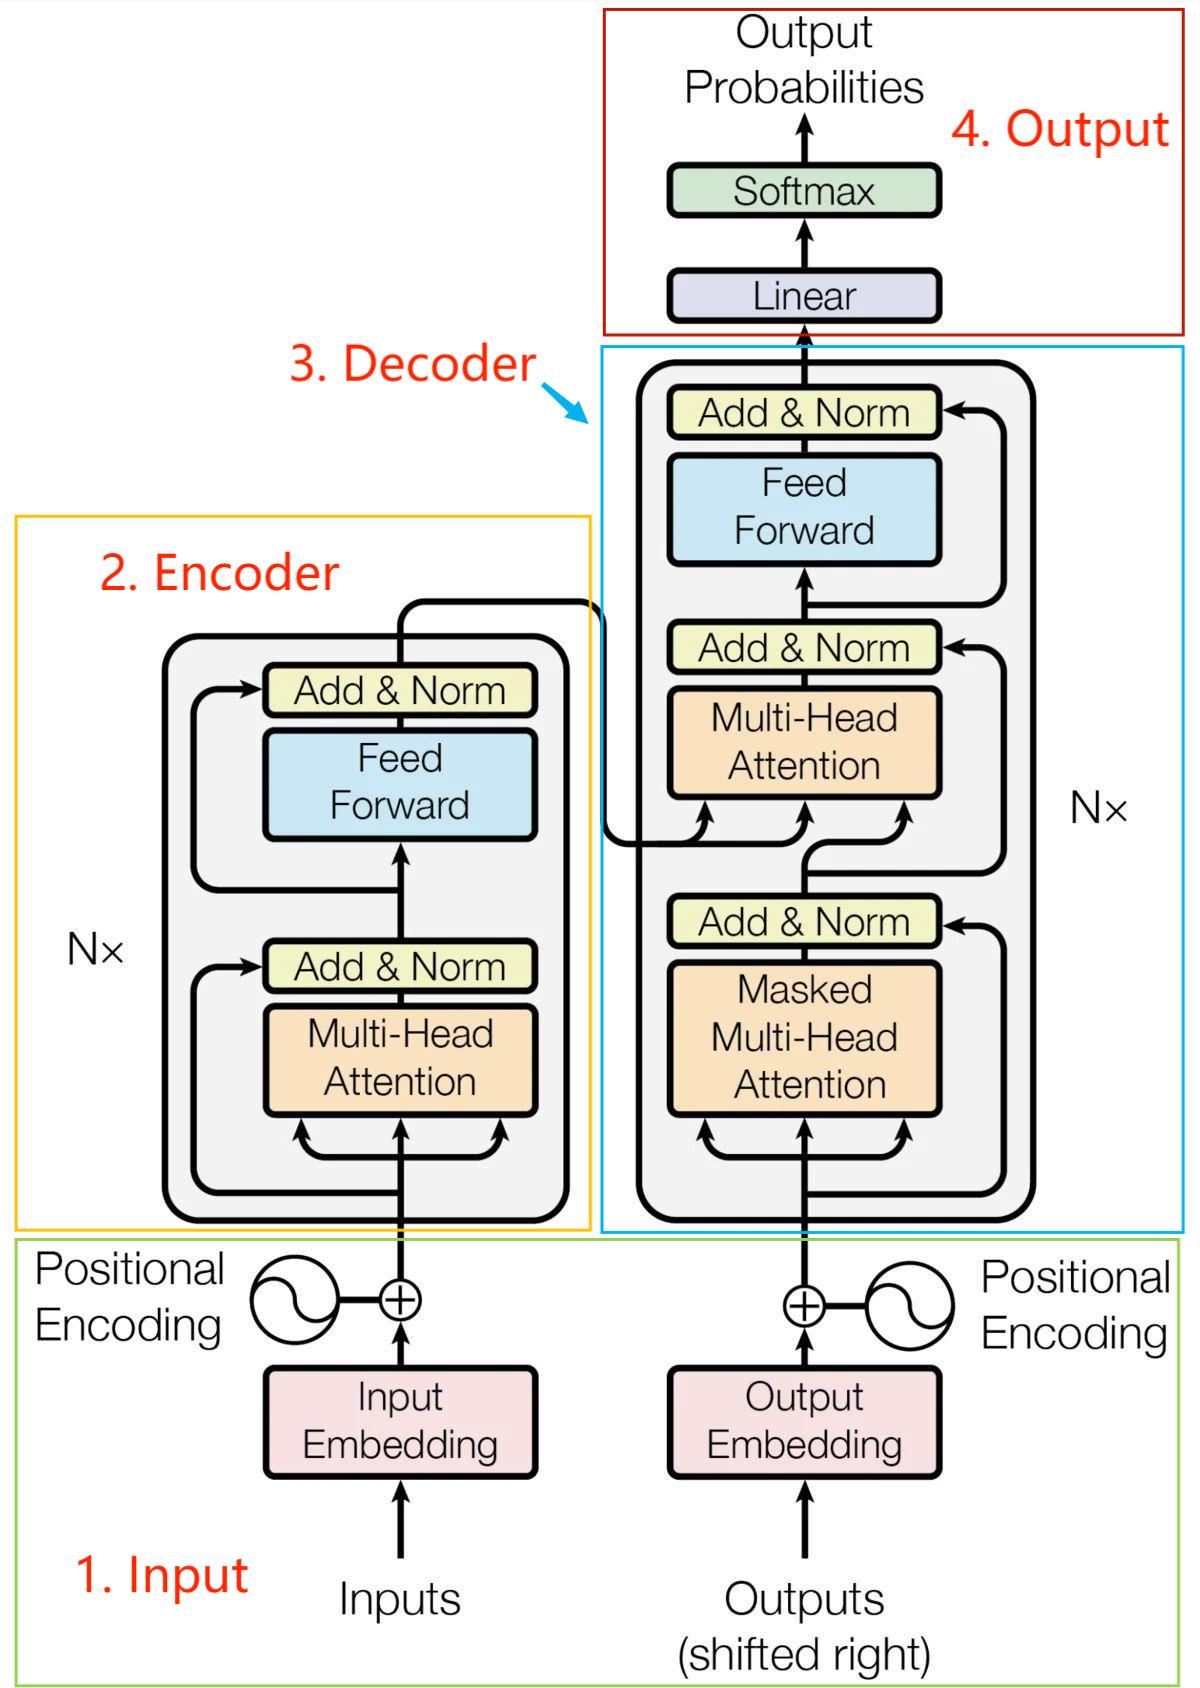 Output
Probabilities
4. Output
Softmax
Linear
3. Decoder
Add & Norm
Feed
Forward
Add & Norm
Multi-Head
Attention
N×
Add & Norm
Masked
Multi-Head
Attention
2. Encoder
Add & Norm
Feed
Forward
N×
Add & Norm
Multi-Head
Attention
Positional
Encoding
Positional
Encoding
Input
Embedding
Output
Embedding
1. Input
Inputs
Outputs
(shifted right)